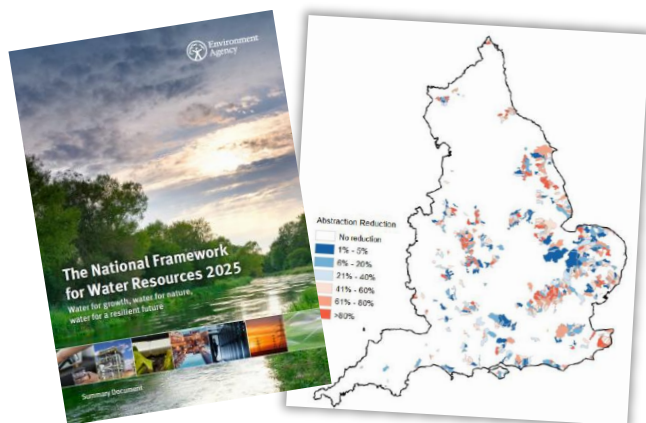 Environment
Agency
The National Framework
for Water Resources 2025
Water for growth, water for nature,
water for a resilient future
Summary Document
Abstraction Reduction
No reduction
1% - 5%
6% - 20%
21% - 40%
41% - 60%
61% - 80%
>80%